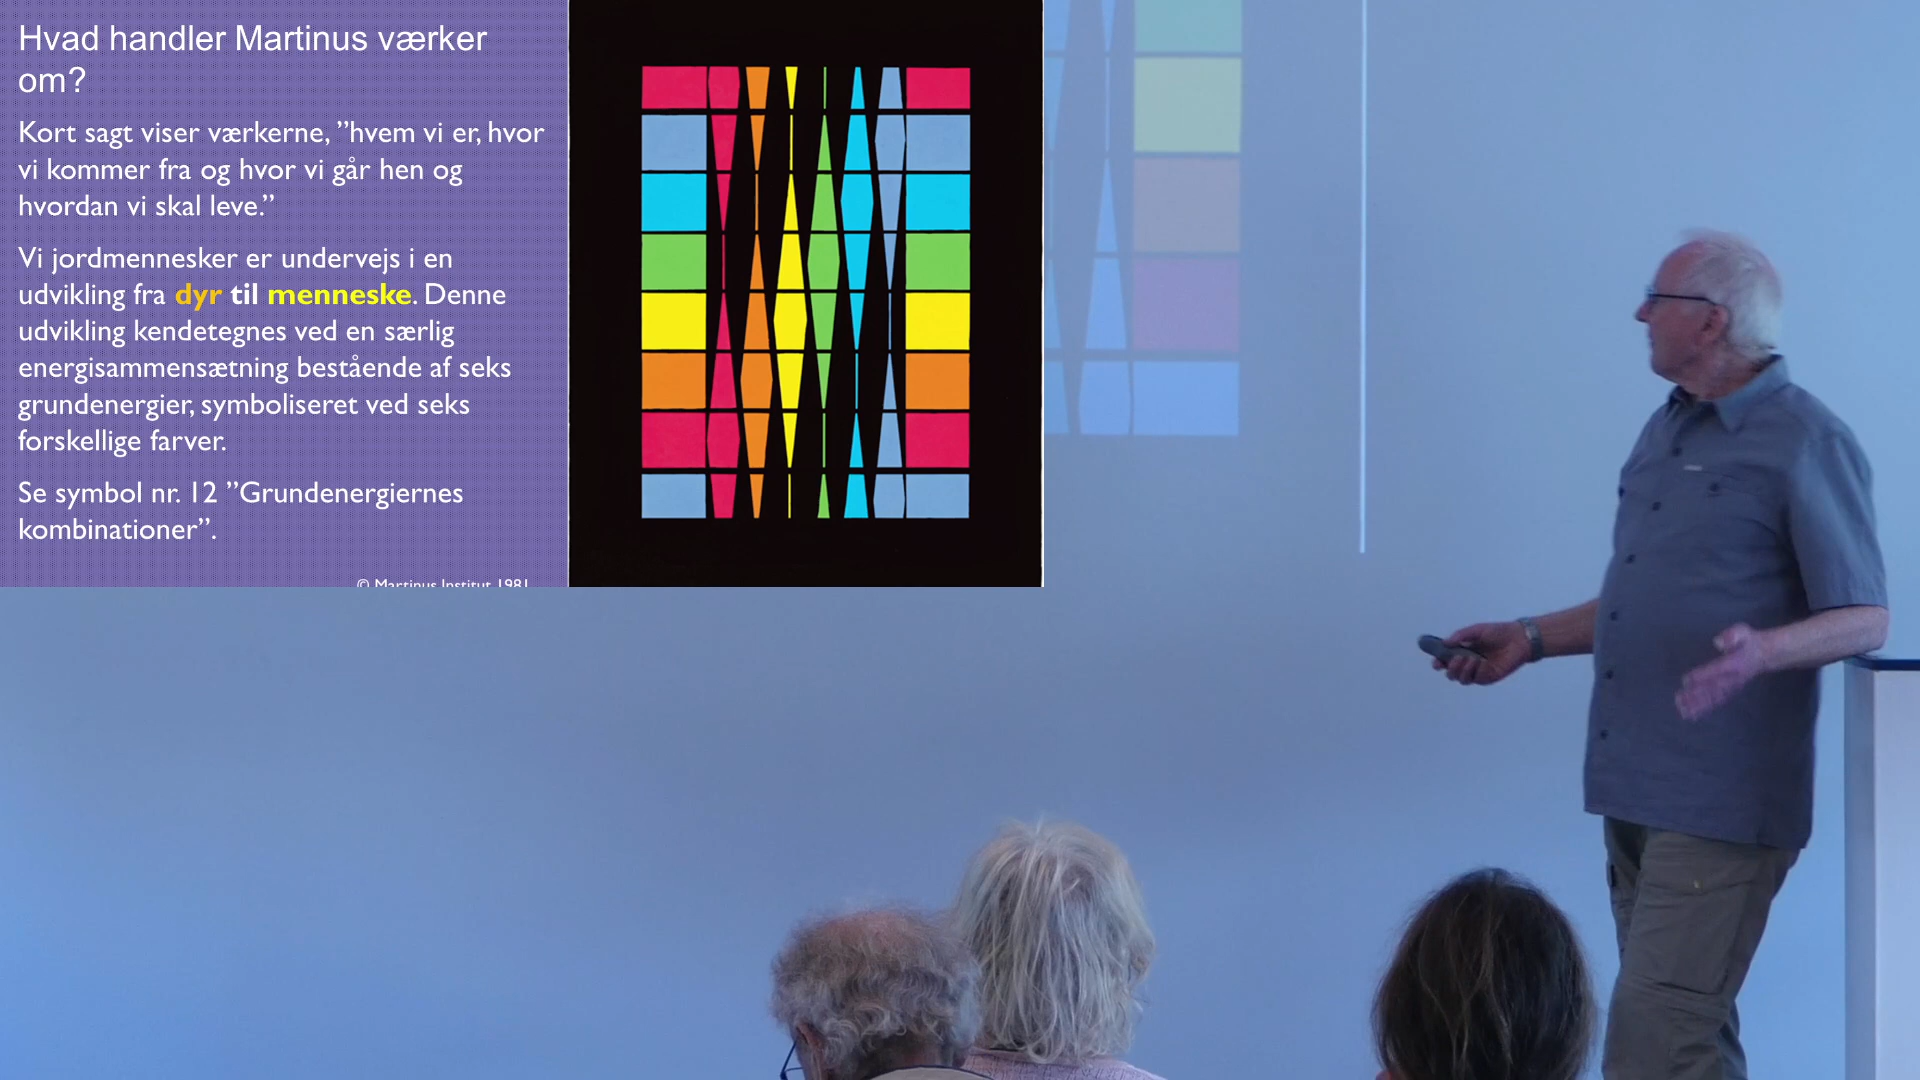 Hvad handler Martinus værker
om?
Kort sagt viser værkerne, ”hvem vi er, hvor
vi kommer fra og hvor vi går hen og
hvordan vi skal leve.”
Vi jordmennesker er undervejs i en
udvikling fra dyr til menneske. Denne
udvikling kendetegnes ved en særlig
energisammensætning bestående af seks
grundenergier, symboliseret ved seks
forskellige farver.
Se symbol nr. 12 ”Grundenergiernes
kombinationer”.
© Martinus Institut 1981